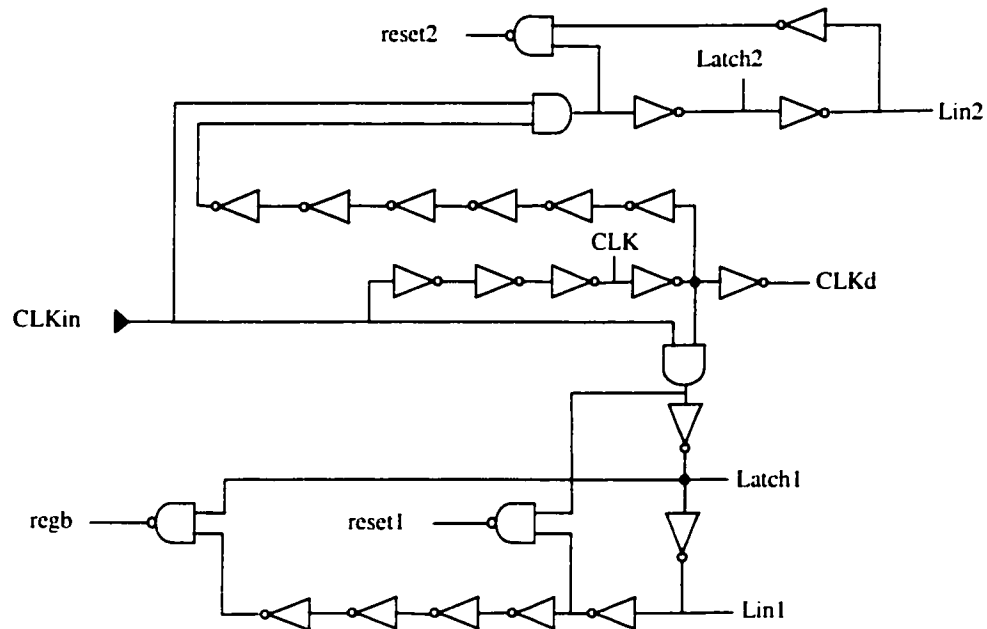 reset2
Latch2
Lin2
CLK
CLKd
CLKin
Latch1
regb
reset1
Lin1